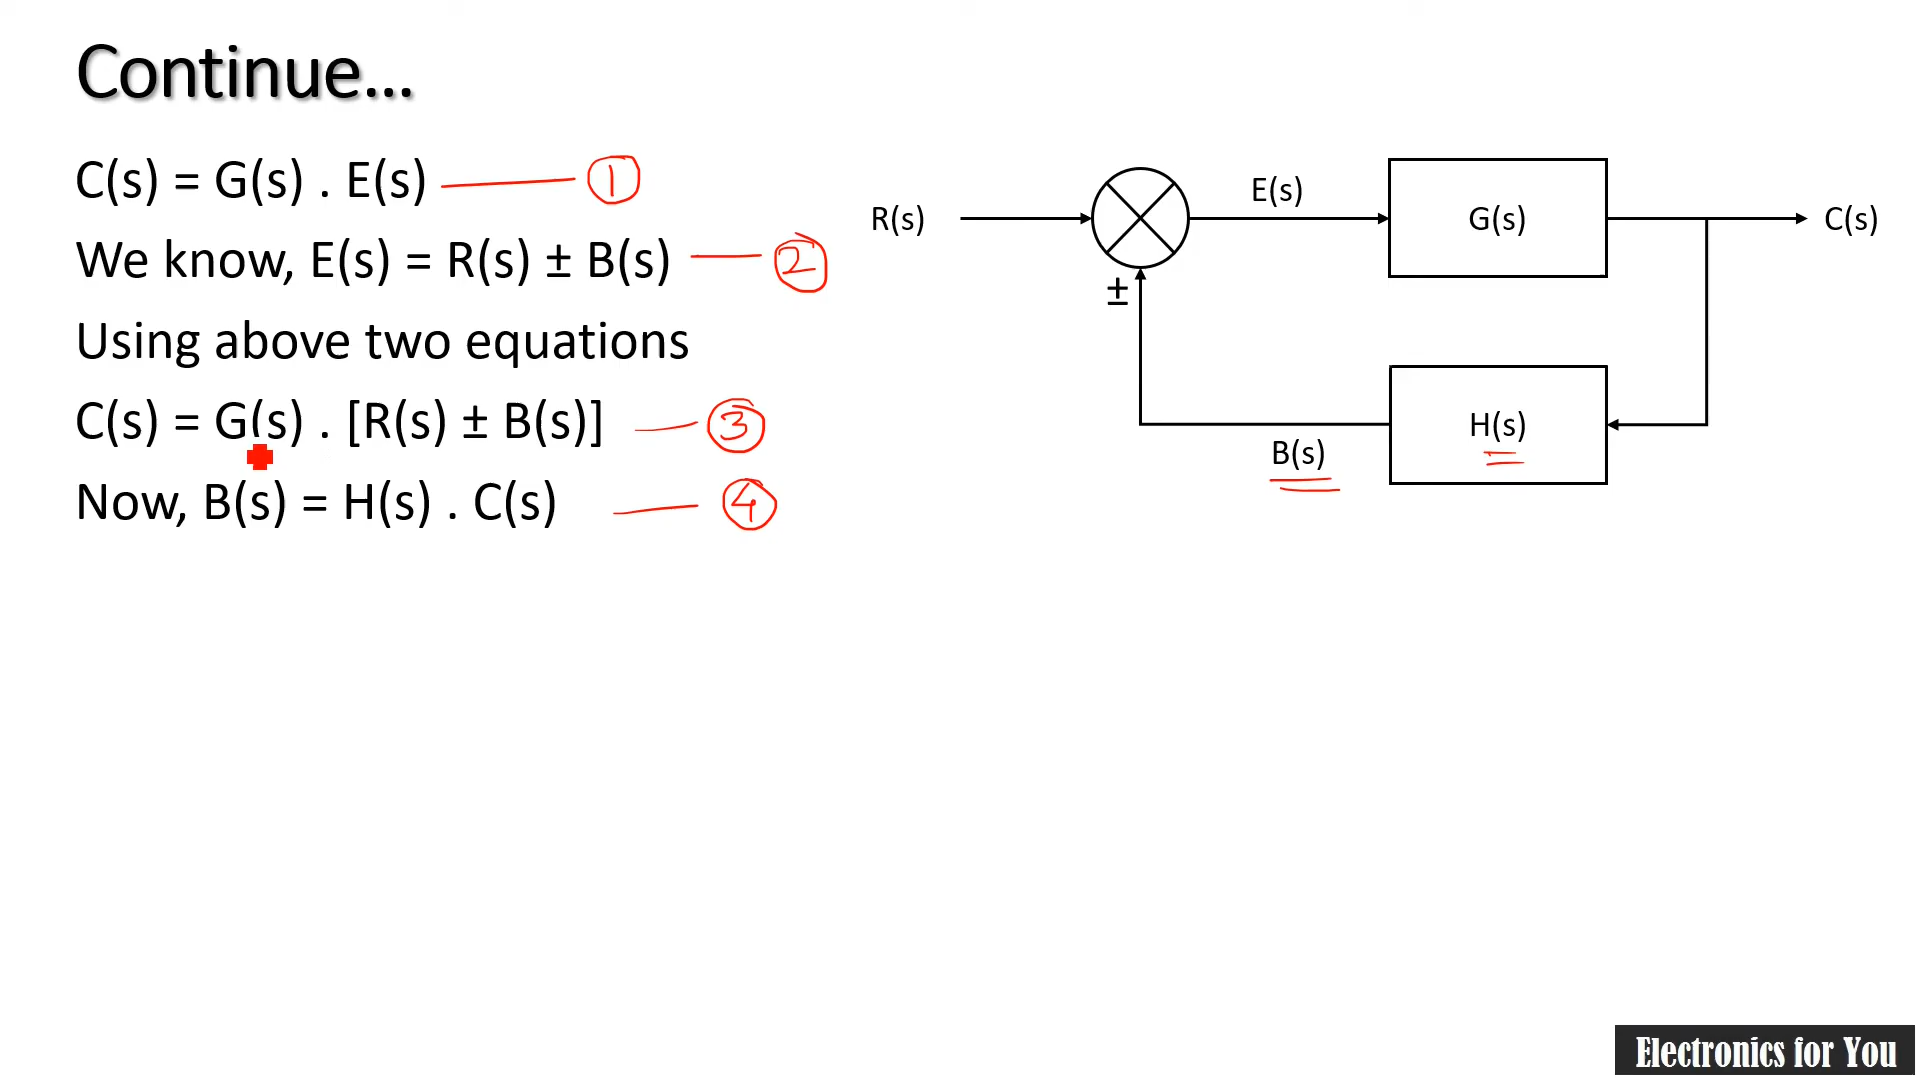 Continue...
C(s) = G(s) . E(s) — 1
We know, E(s) = R(s) ± B(s) — 2
Using above two equations
C(s) = G(s) . [R(s) ± B(s)] — 3
Now, B(s) = H(s) . C(s) — 4
R(s)
E(s)
G(s)
C(s)
±
H(s)
B(s)
Electronics for You